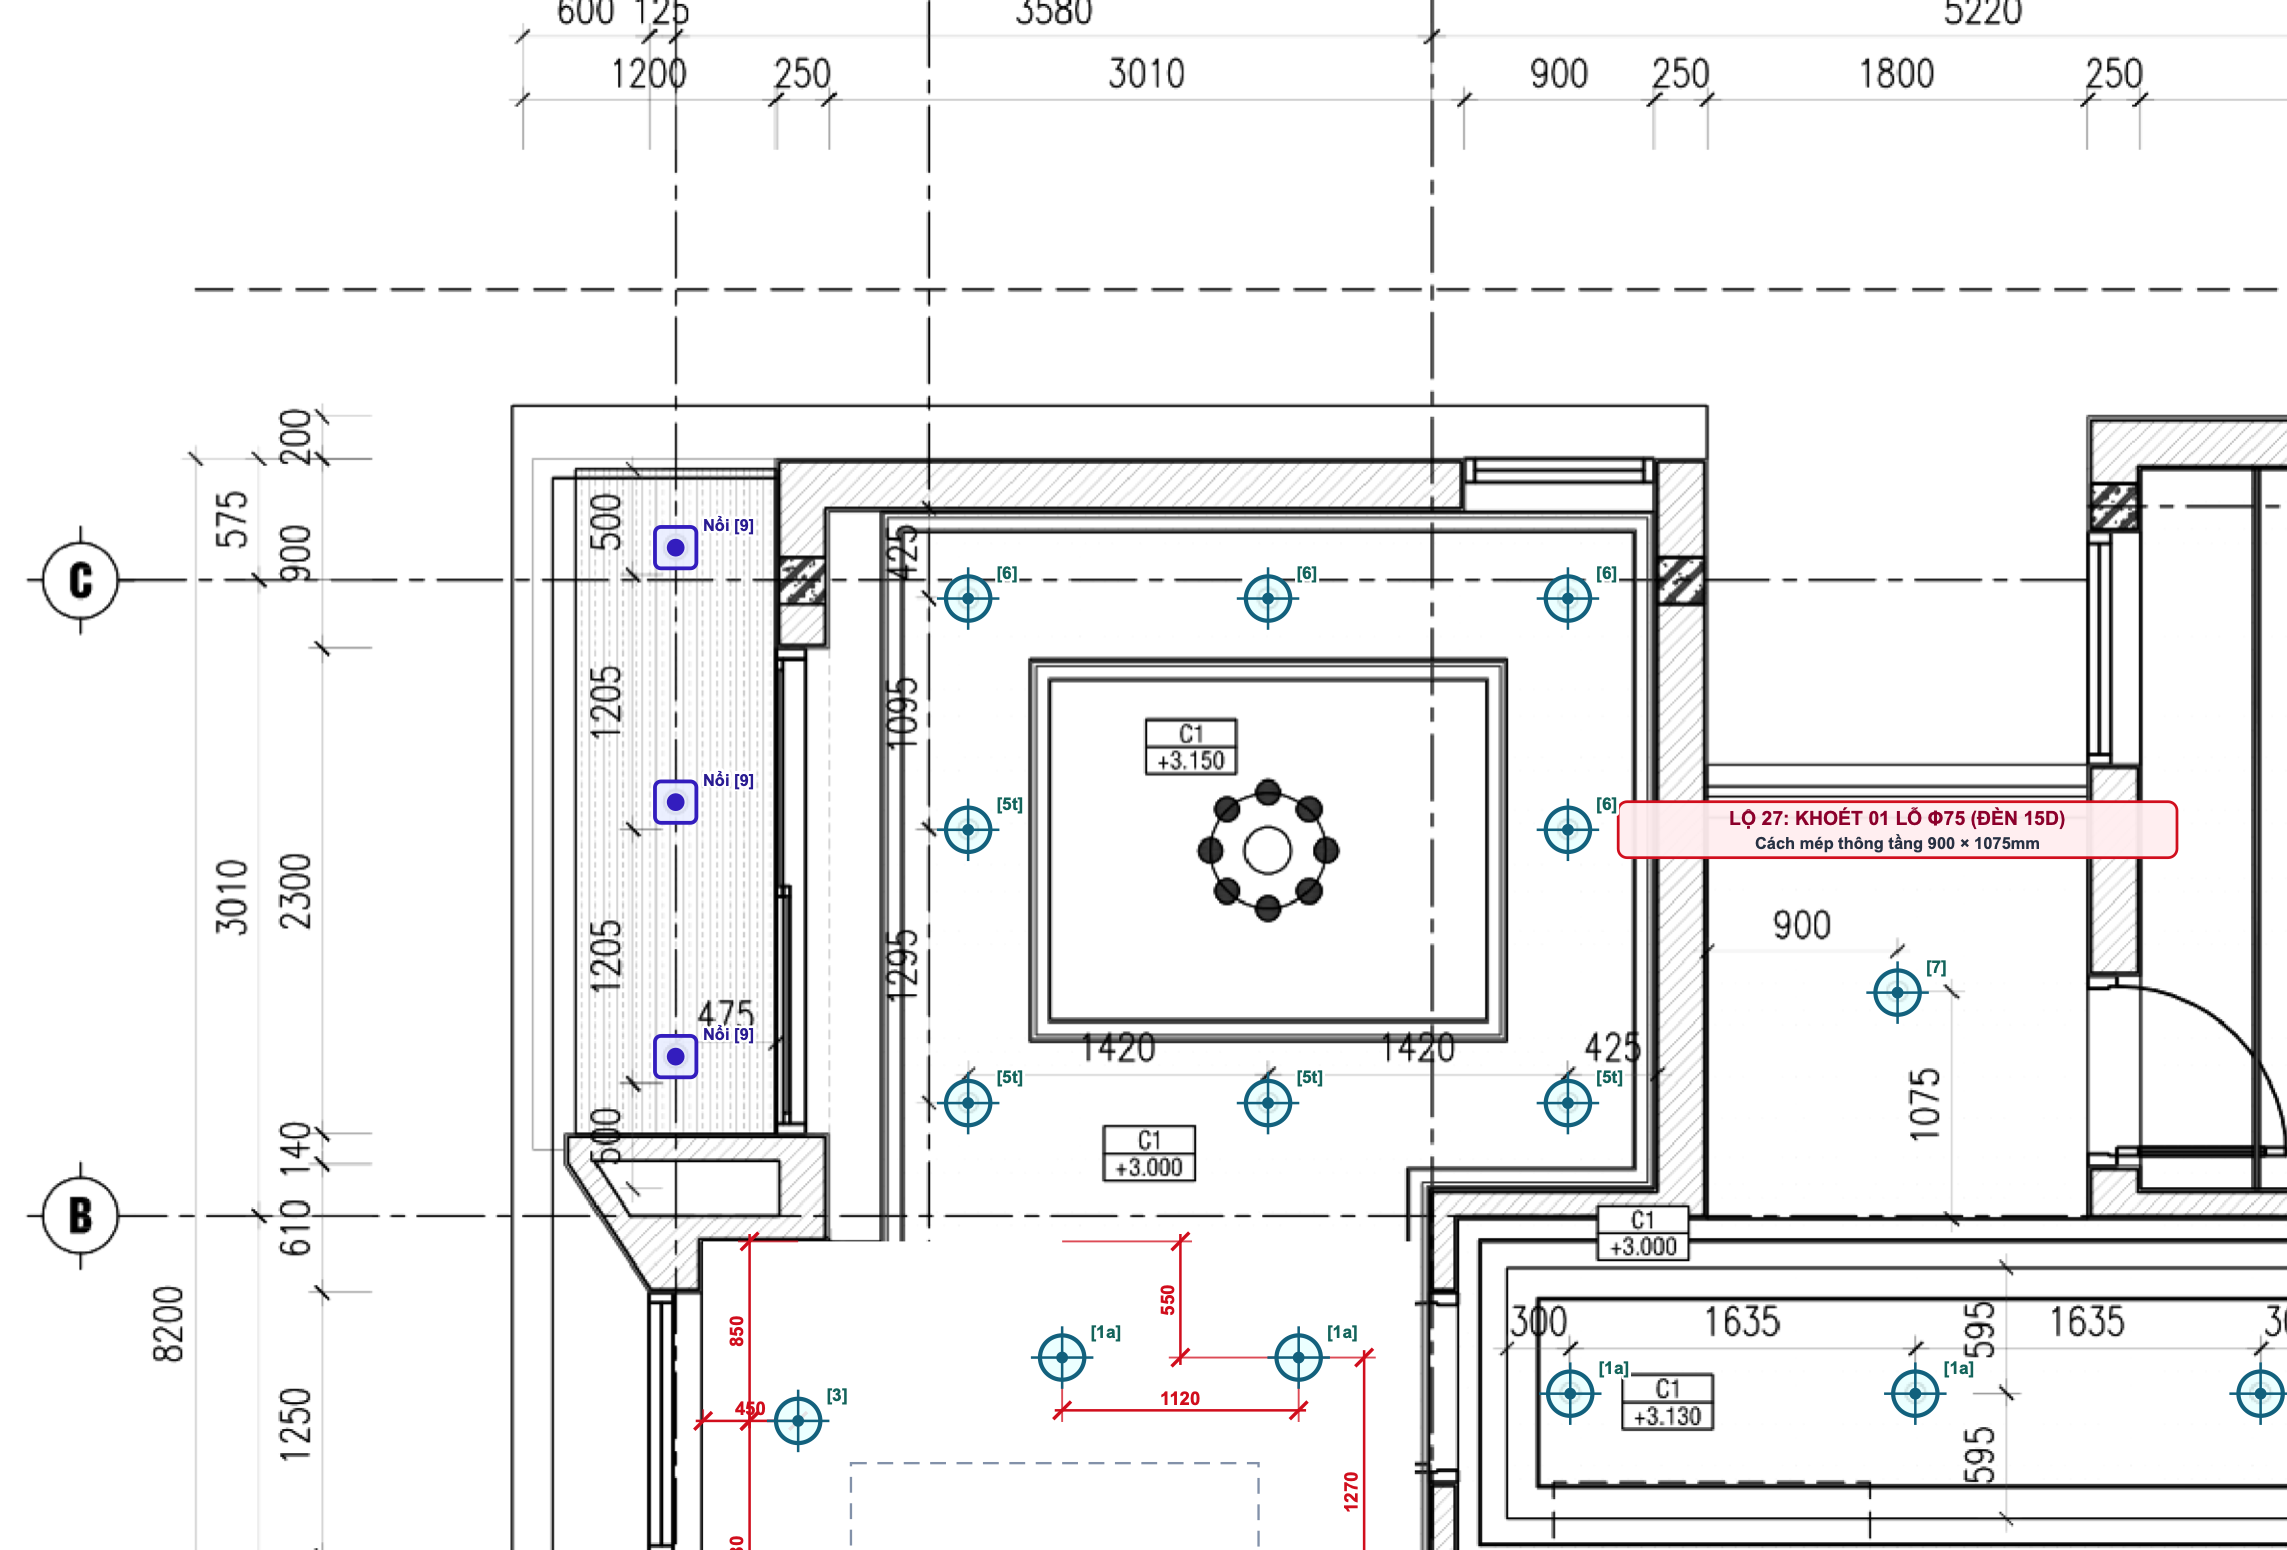 600 125 3580 5220
1200 250 3010 900 250 1800 250
200
575
900
C
500
Nổi [9]
425
[6] [6] [6]
1205
1095
C1
+3.150
Nổi [9]
[5t] [6]
LỘ 27: KHOÉT 01 LỖ Φ75 (ĐÈN 15D)
Cách mép thông tầng 900 × 1075mm
3010
2300
1205
1295
900
[7]
475
Nổi [9]
1420 1420 425
[5t] [5t] [5t]
1075
140
500
C1
+3.000
B
610
C1
+3.000
8200
850
550
300 1635 595 1635
[1a] [1a]
[1a] [1a]
C1
+3.130
[3]
450
1120
1250
1270
595